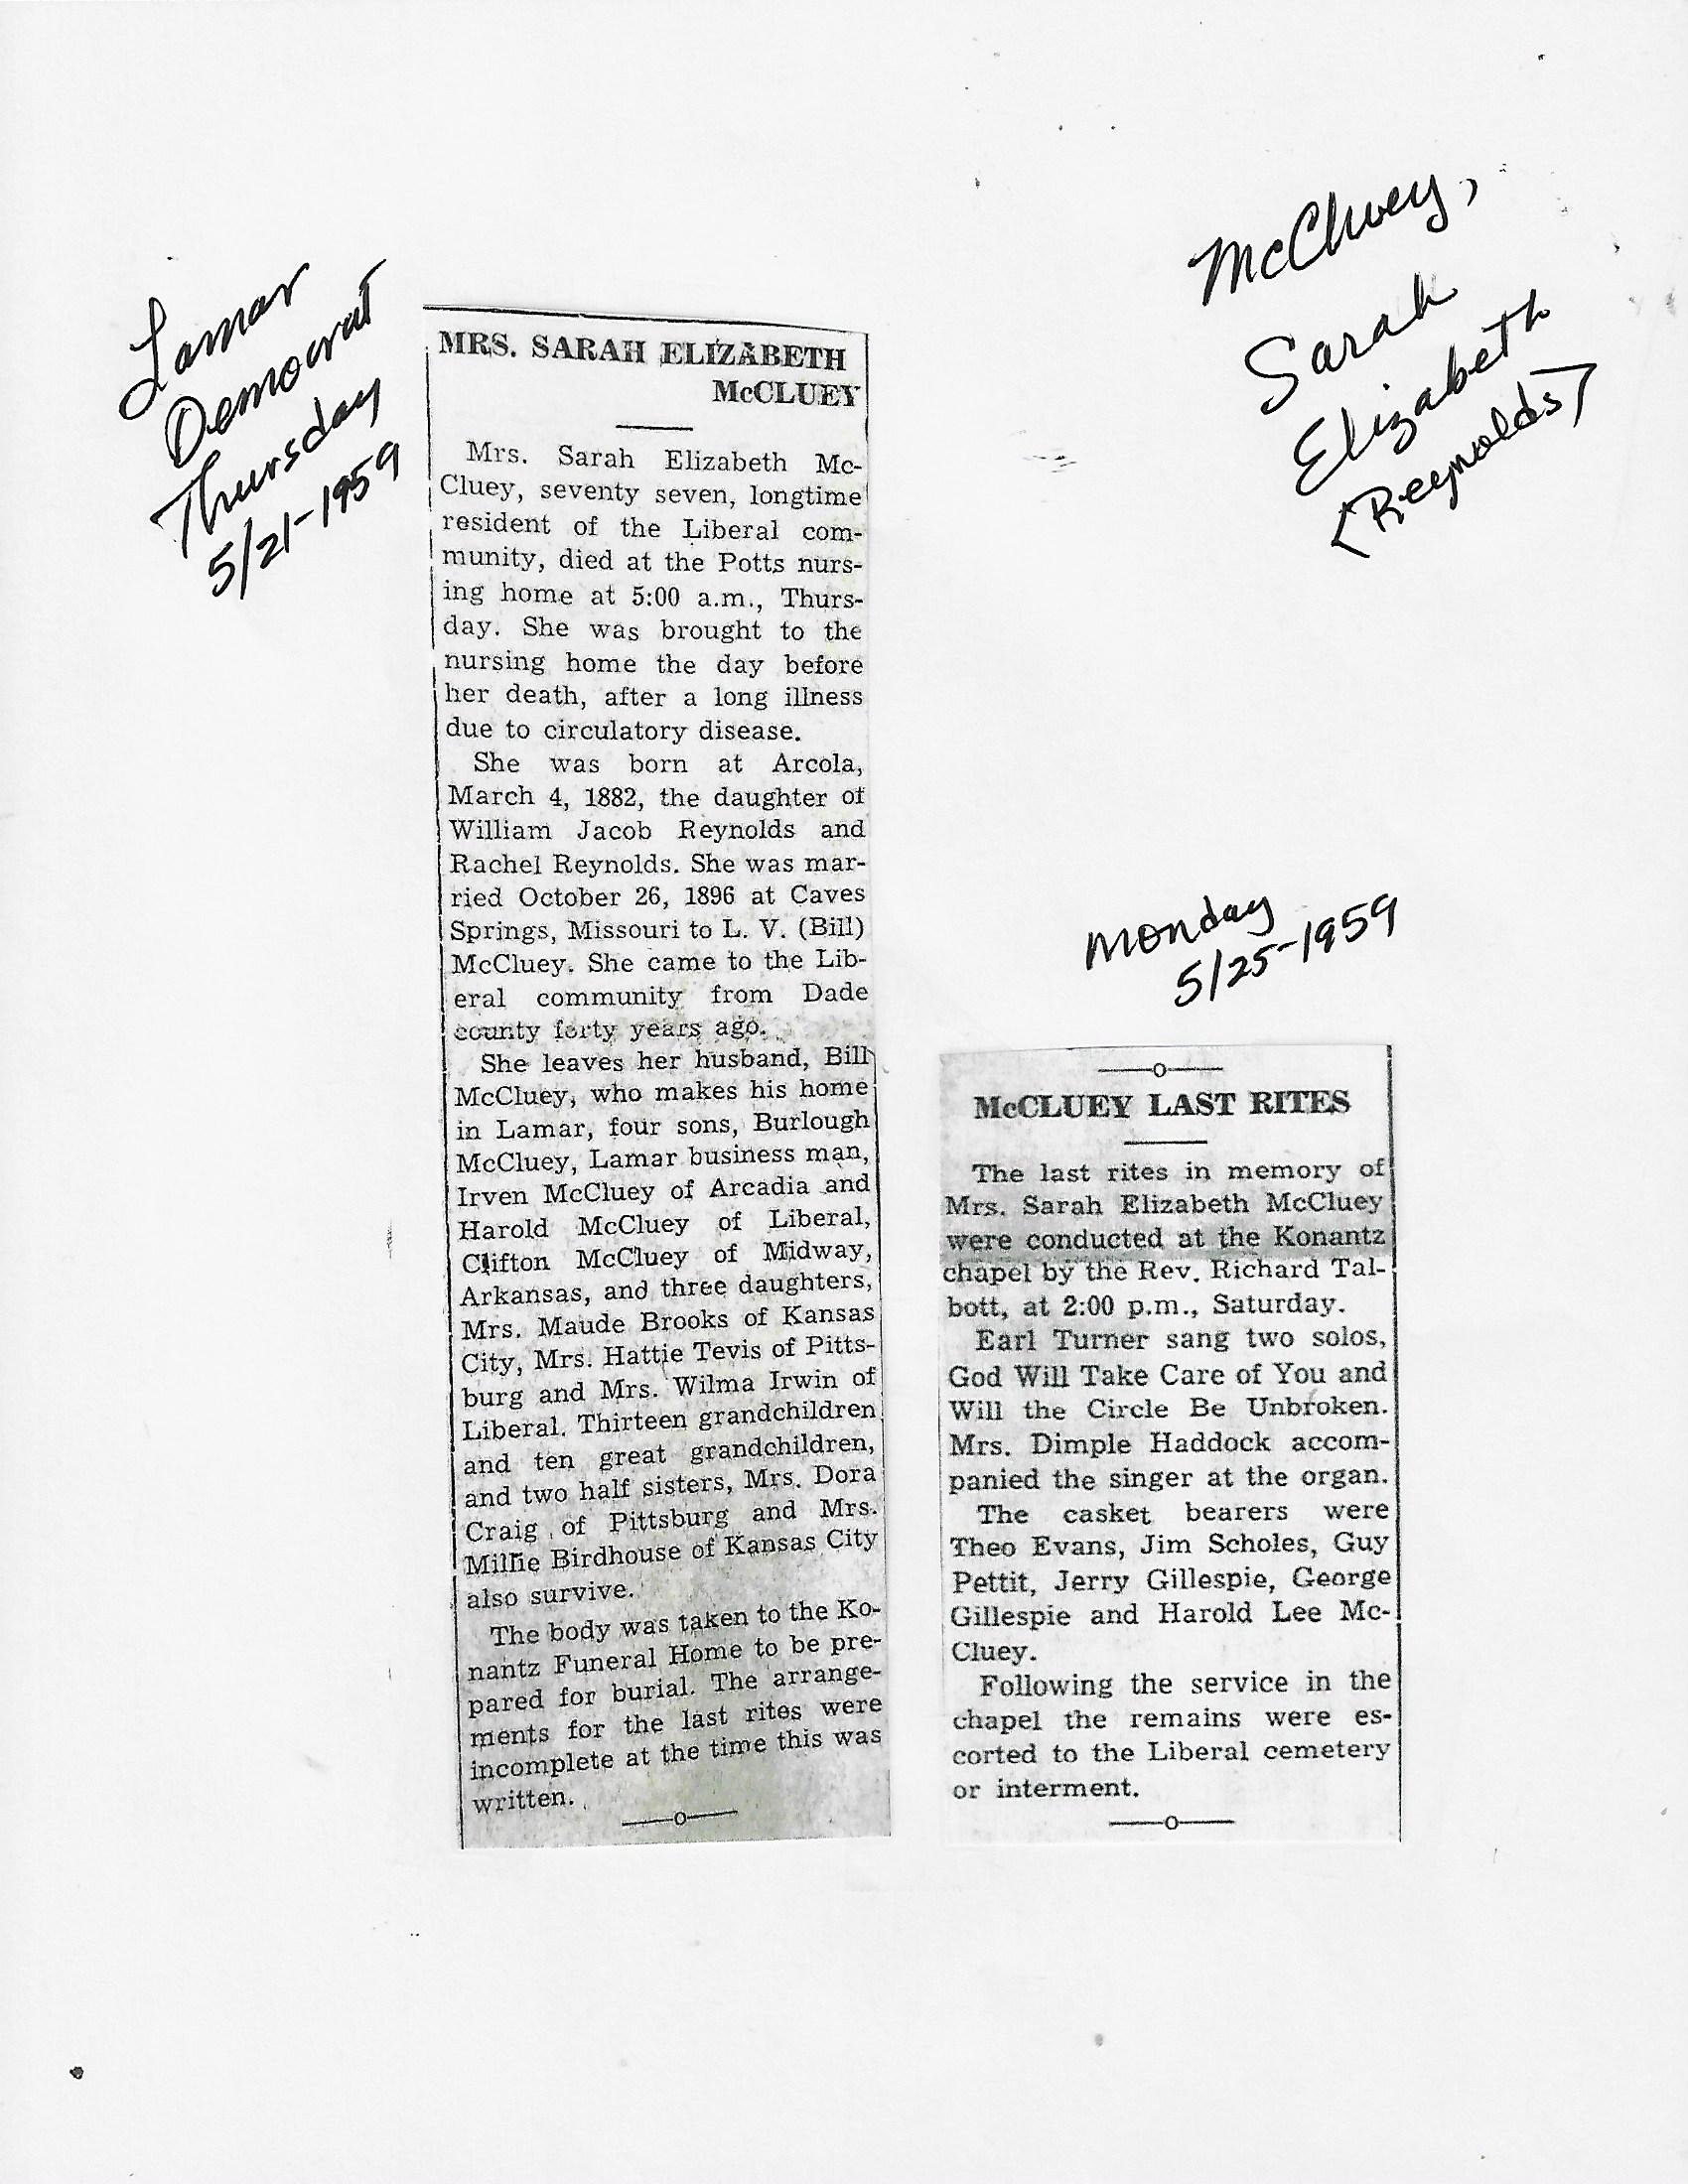 Lamar
Democrat
Thursday
5/21-1959
McCluey,
Sarah
Elizabeth
(Reynolds)
MRS. SARAH ELIZABETH
McCLUEY
Mrs. Sarah Elizabeth Mc-
Cluey, seventy seven, longtime
resident of the Liberal com-
munity, died at the Potts nurs-
ing home at 5:00 a.m., Thurs-
day. She was brought to the
nursing home the day before
her death, after a long illness
due to circulatory disease.
She was born at Arcola,
March 4, 1882, the daughter of
William Jacob Reynolds and
Rachel Reynolds. She was mar-
ried October 26, 1896 at Caves
Springs, Missouri to L. V. (Bill)
McCluey. She came to the Lib-
eral community from Dade
county forty years ago.
She leaves her husband, Bill
McCluey, who makes his home
in Lamar, four sons, Burlough
McCluey, Lamar business man,
Irven McCluey of Arcadia and
Harold McCluey of Liberal,
Clifton McCluey of Midway,
Arkansas, and three daughters,
Mrs. Maude Brooks of Kansas
City, Mrs. Hattie Tevis of Pitts-
burg and Mrs. Wilma Irwin of
Liberal. Thirteen grandchildren
and ten great grandchildren,
and two half sisters, Mrs. Dora
Craig of Pittsburg and Mrs.
Millie Birdhouse of Kansas City
also survive.
The body was taken to the Ko-
nantz Funeral Home to be pre-
pared for burial. The arrange-
ments for the last rites were
incomplete at the time this was
written.
Monday
5/25-1959
McCLUEY LAST RITES
The last rites in memory of
Mrs. Sarah Elizabeth McCluey
were conducted at the Konantz
chapel by the Rev. Richard Tal-
bott, at 2:00 p.m., Saturday.
Earl Turner sang two solos,
God Will Take Care of You and
Will the Circle Be Unbroken.
Mrs. Dimple Haddock accom-
panied the singer at the organ.
The casket bearers were
Theo Evans, Jim Scholes, Guy
Pettit, Jerry Gillespie, George
Gillespie and Harold Lee Mc-
Cluey.
Following the service in the
chapel the remains were es-
corted to the Liberal cemetery
or interment.